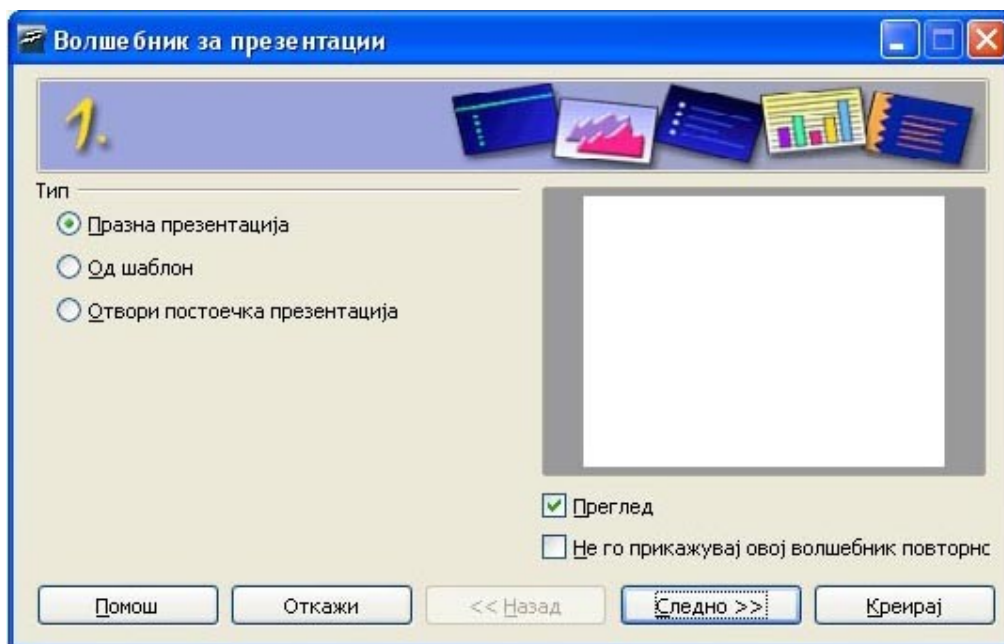 Волшебник за презентации
1.
Тип
Празна презентација
Од шаблон
Отвори постоечка презентација
Преглед
Не го прикажувај овој волшебник повторно
Помош
Откажи
<< Назад
Следно >>
Креирај